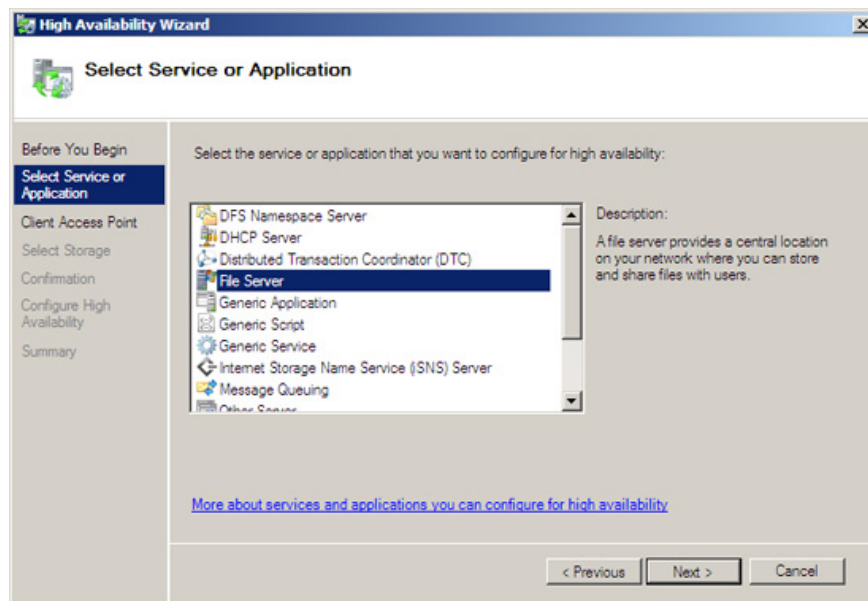 High Availability Wizard
Select Service or Application
Before You Begin
Select Service or
Application
Client Access Point
Select Storage
Confirmation
Configure High
Availability
Summary
Select the service or application that you want to configure for high availability:
DFS Namespace Server
DHCP Server
Distributed Transaction Coordinator (DTC)
File Server
Generic Application
Generic Script
Generic Service
Internet Storage Name Service (iSNS) Server
Message Queuing
Other Server
Description:
A file server provides a central location
on your network where you can store
and share files with users.
More about services and applications you can configure for high availability
< Previous
Next >
Cancel